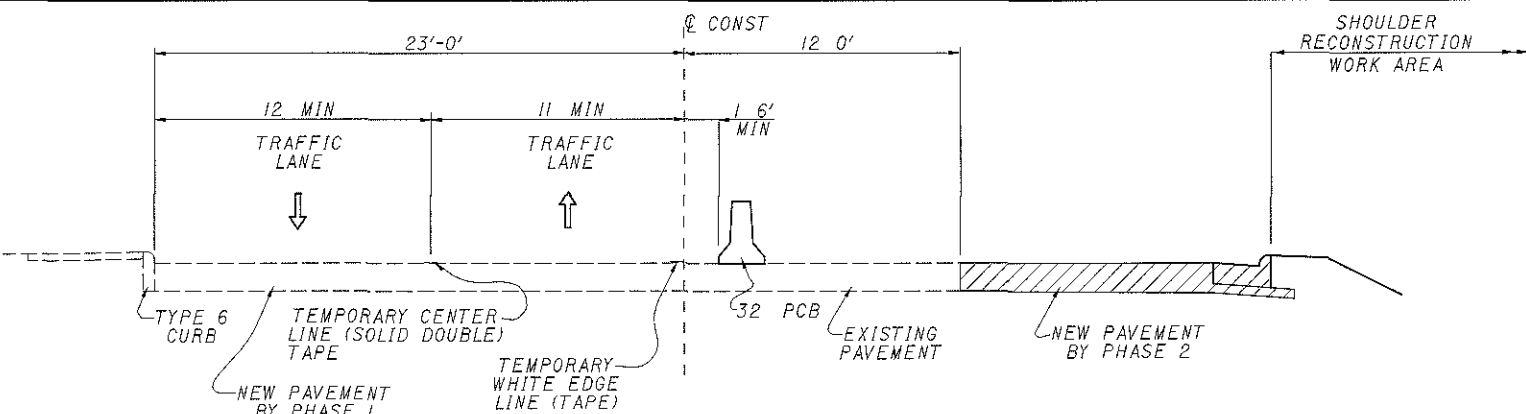 ℄ CONST
SHOULDER
RECONSTRUCTION
WORK AREA
23'-0'
12 0'
12 MIN
11 MIN
1 6'
MIN
TRAFFIC
LANE
TRAFFIC
LANE
TYPE 6
CURB
TEMPORARY CENTER
LINE (SOLID DOUBLE)
TAPE
32 PCB
EXISTING
PAVEMENT
NEW PAVEMENT
BY PHASE 2
TEMPORARY
WHITE EDGE
LINE (TAPE)
NEW PAVEMENT
BY PHASE 1